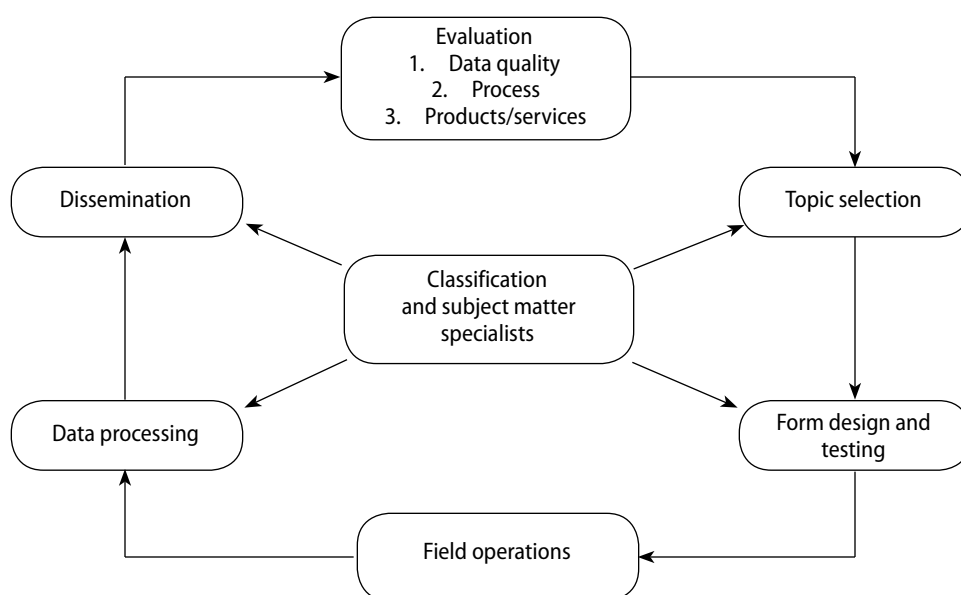 Evaluation
1. Data quality
2. Process
3. Products/services
Dissemination
Topic selection
Classification
and subject matter
specialists
Data processing
Form design and
testing
Field operations